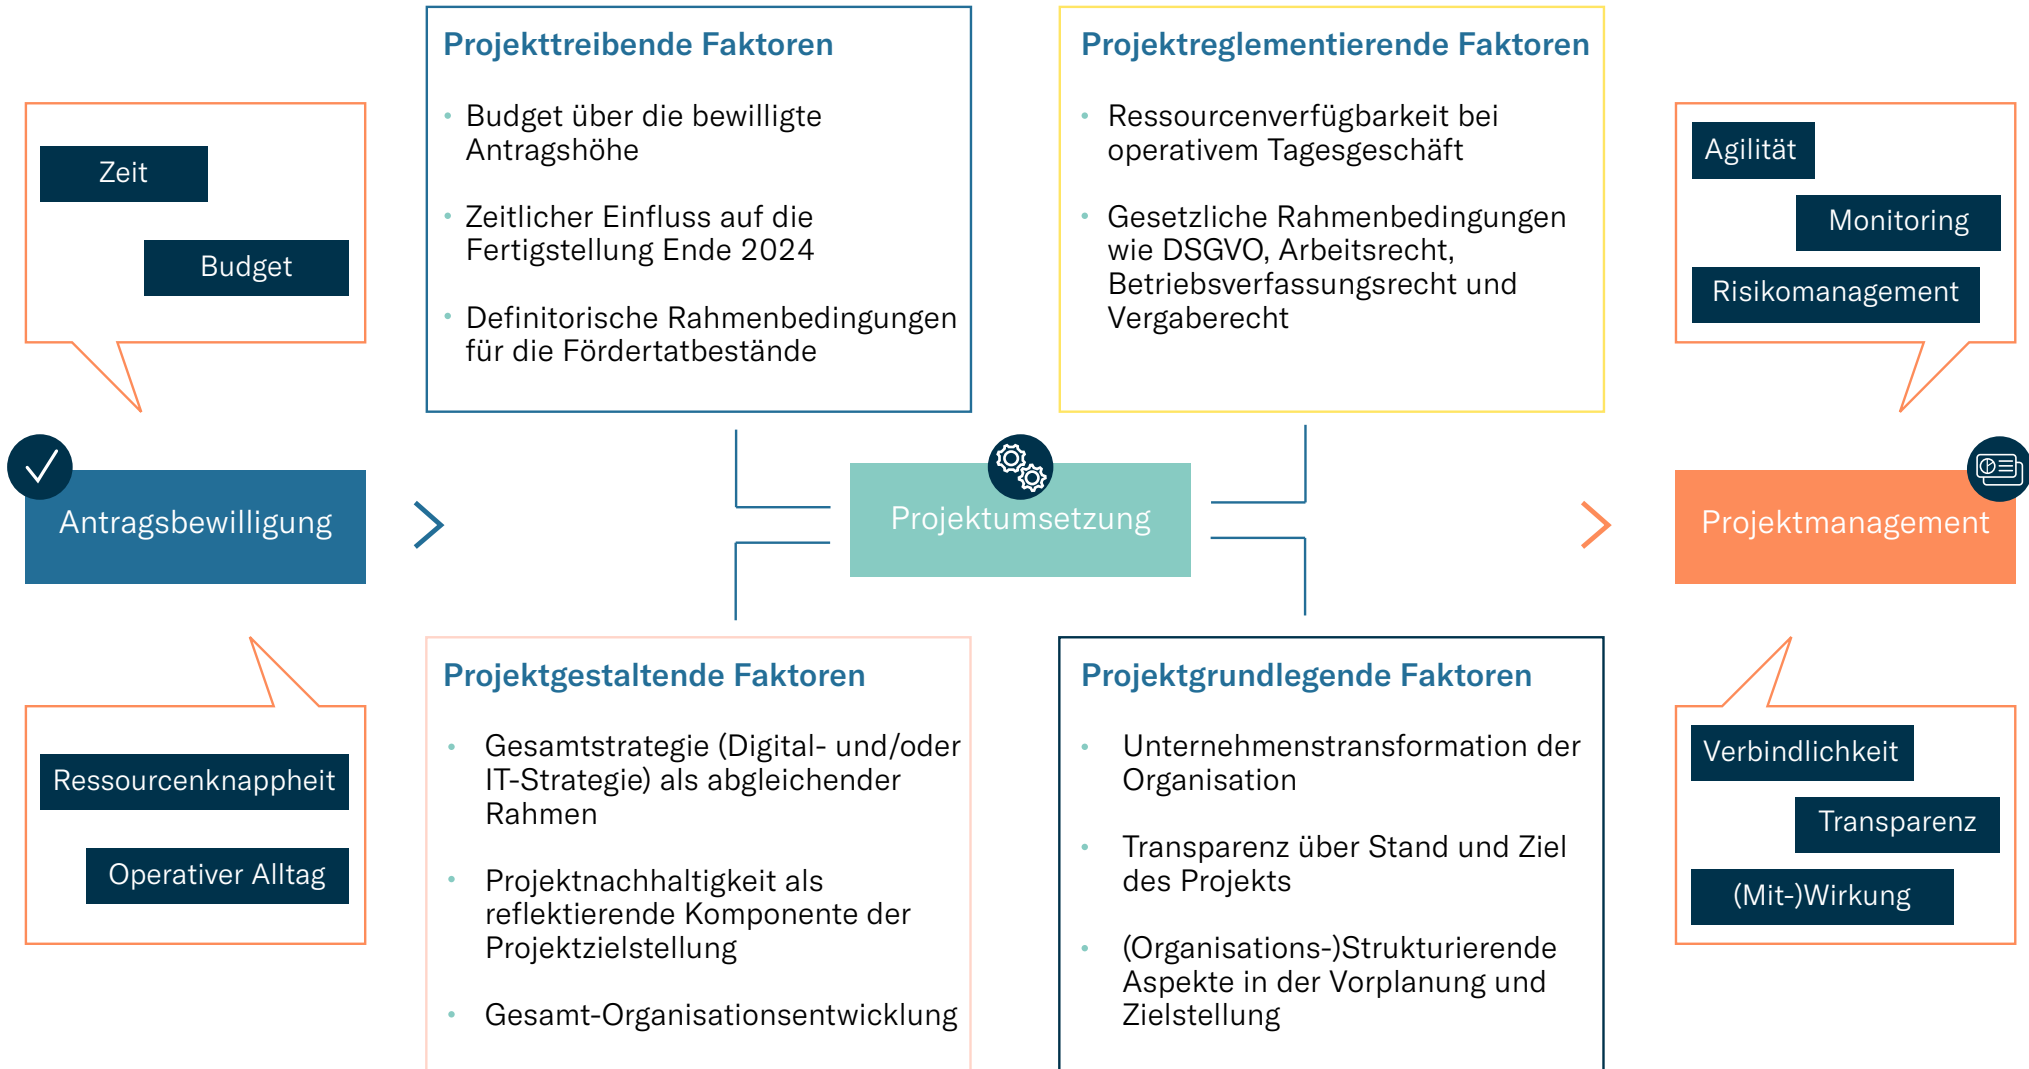 Zeit
Budget
Antragsbewilligung
Ressourcenknappheit
Operativer Alltag
Projekttreibende Faktoren
• Budget über die bewilligte
Antragshöhe
• Zeitlicher Einfluss auf die
Fertigstellung Ende 2024
• Definitorische Rahmenbedingungen
für die Fördertatbestände
Projektreglementierende Faktoren
• Ressourcenverfügbarkeit bei
operativem Tagesgeschäft
• Gesetzliche Rahmenbedingungen
wie DSGVO, Arbeitsrecht,
Betriebsverfassungsrecht und
Vergaberecht
Projektumsetzung
Projektgestaltende Faktoren
• Gesamtstrategie (Digital- und/oder
IT-Strategie) als abgleichender
Rahmen
• Projektnachhaltigkeit als
reflektierende Komponente der
Projektzielstellung
• Gesamt-Organisationsentwicklung
Projektgrundlegende Faktoren
• Unternehmenstransformation der
Organisation
• Transparenz über Stand und Ziel
des Projekts
• (Organisations-)Strukturierende
Aspekte in der Vorplanung und
Zielstellung
Agilität
Monitoring
Risikomanagement
Projektmanagement
Verbindlichkeit
Transparenz
(Mit-)Wirkung